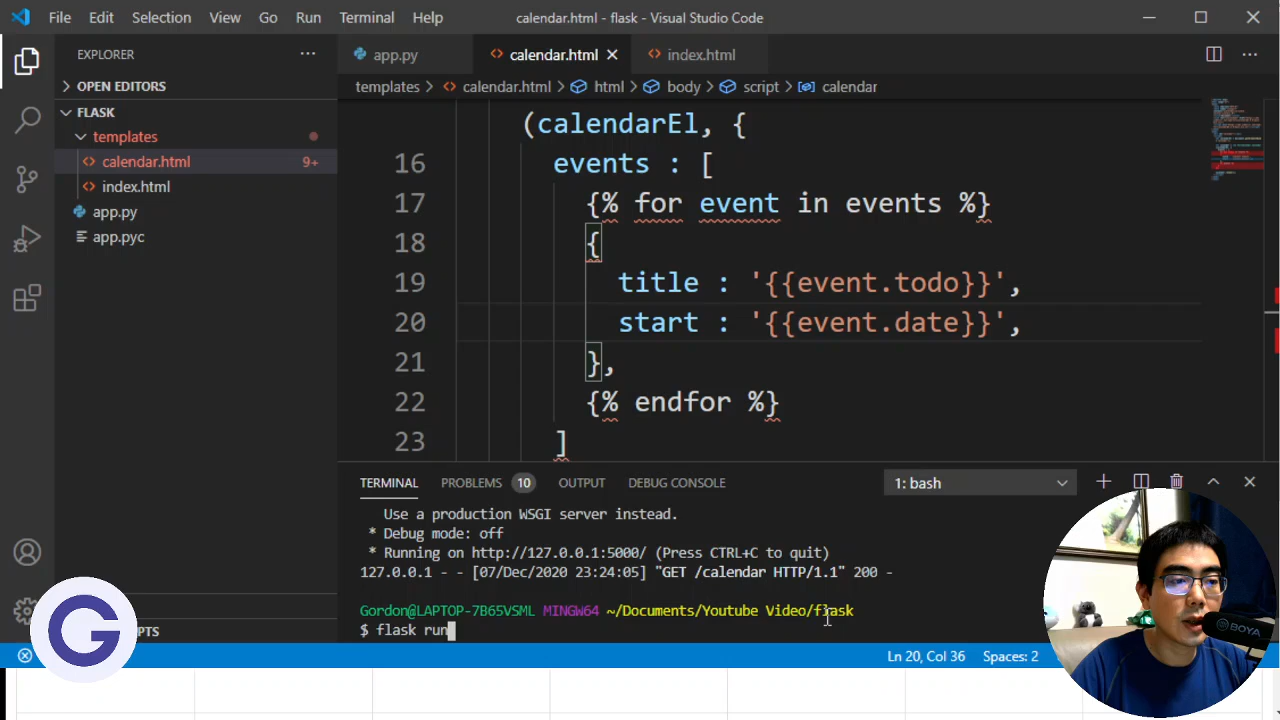 File Edit Selection View Go Run Terminal Help
calendar.html - flask - Visual Studio Code
EXPLORER
app.py
calendar.html
index.html
OPEN EDITORS
FLASK
templates
calendar.html 9+
index.html
app.py
app.pyc
templates > calendar.html > html > body > script > calendar
(calendarEl, {
16 events : [
17 {% for event in events %}
18 {
19 title : '{{event.todo}}',
20 start : '{{event.date}}',
21 },
22 {% endfor %}
23 ]
TERMINAL PROBLEMS 10 OUTPUT DEBUG CONSOLE
1: bash
Use a production WSGI server instead.
* Debug mode: off
* Running on http://127.0.0.1:5000/ (Press CTRL+C to quit)
127.0.0.1 - - [07/Dec/2020 23:24:05] "GET /calendar HTTP/1.1" 200 -
Gordon@LAPTOP-7B65VSML MINGW64 ~/Documents/Youtube Video/flask
$ flask run
PTS
Ln 20, Col 36 Spaces: 2
G
BOYA